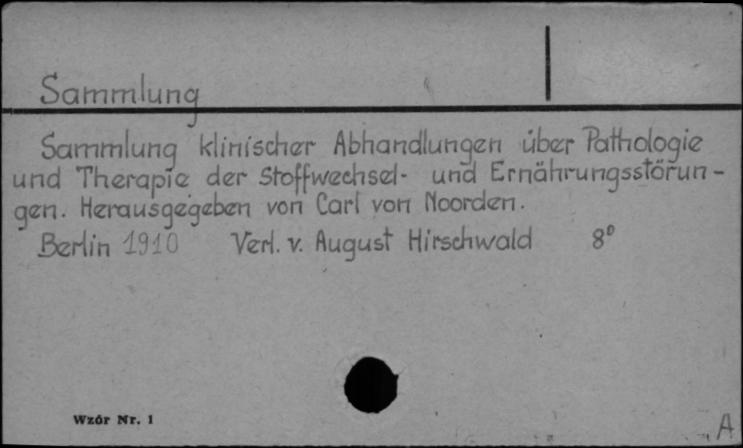 Sammlung
Sammlung klinischer Abhandlungen über Pathologie
und Therapie der Stoffwechsel- und Ernährungsstörun-
gen. Herausgegeben von Carl von Noorden.
Berlin 1910 Verl. v. August Hirschwald 8°
Wzór Nr. 1
A